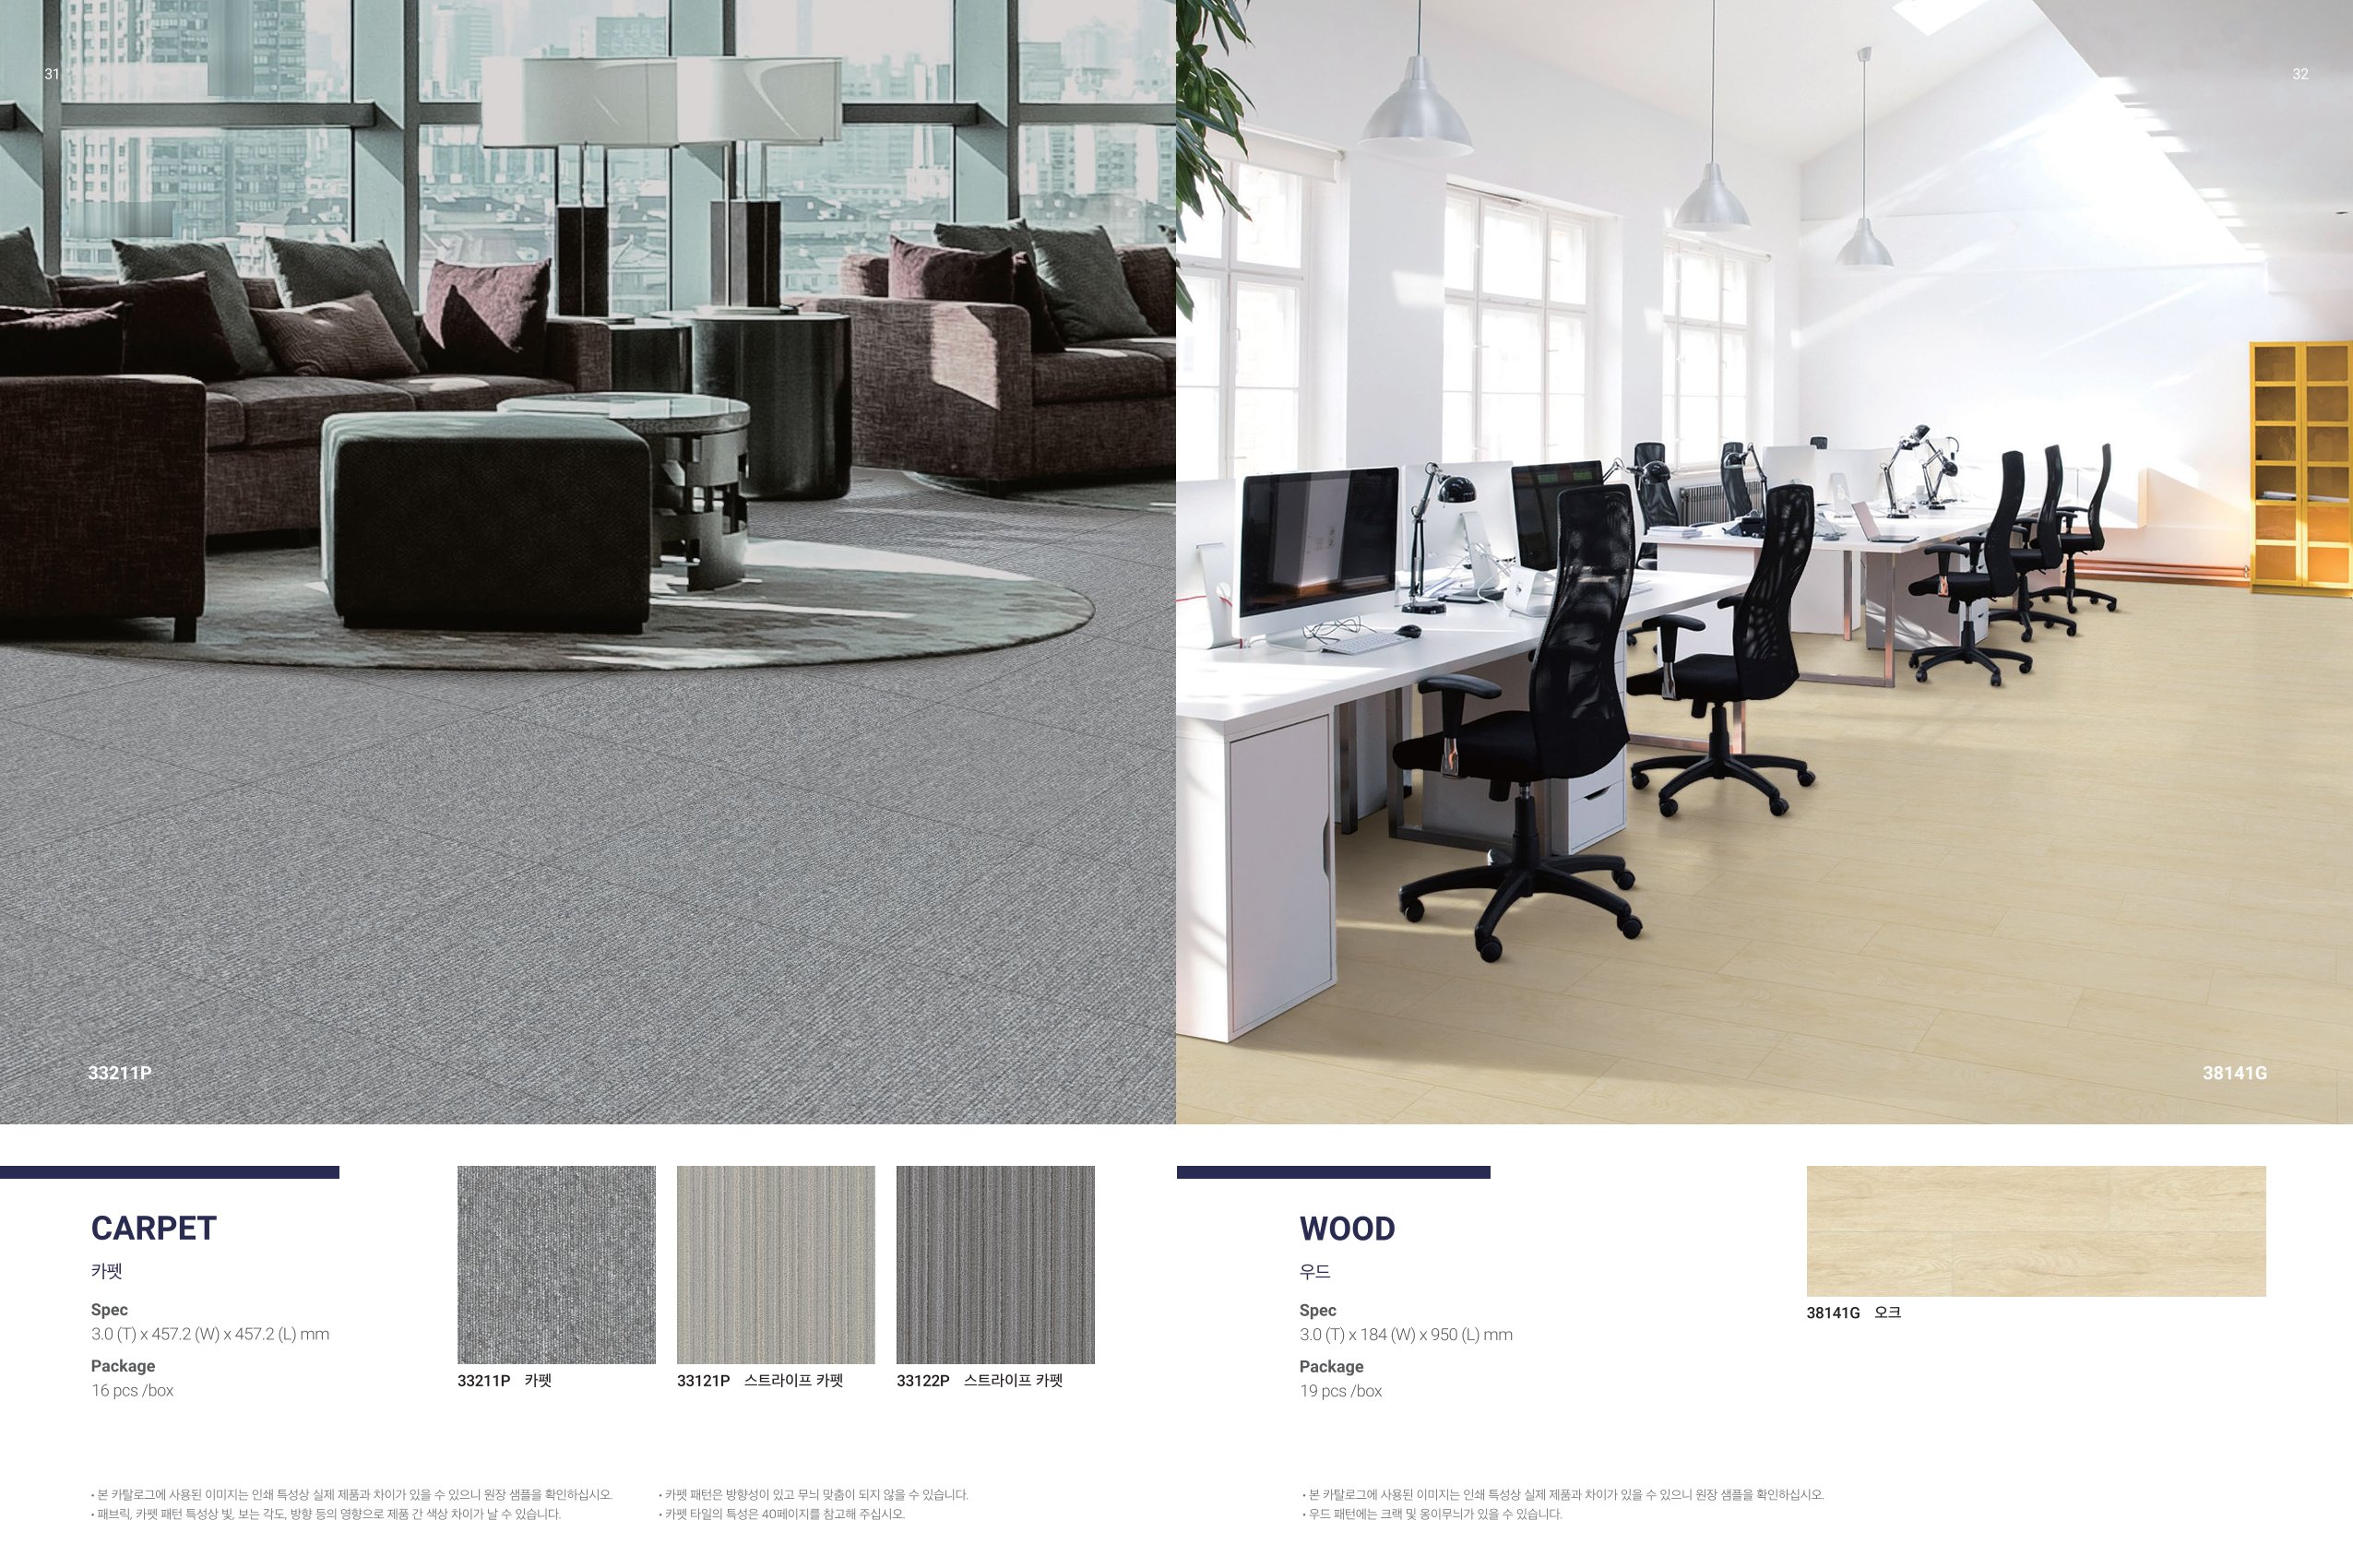 31
32
33211P
38141G
CARPET
카펫
Spec
3.0 (T) x 457.2 (W) x 457.2 (L) mm
Package
16 pcs /box
33211P 카펫
33121P 스트라이프 카펫
33122P 스트라이프 카펫
• 본 카탈로그에 사용된 이미지는 인쇄 특성상 실제 제품과 차이가 있을 수 있으니 원장 샘플을 확인하십시오.
• 패브릭, 카펫 패턴 특성상 빛, 보는 각도, 방향 등의 영향으로 제품 간 색상 차이가 날 수 있습니다.
• 카펫 패턴은 방향성이 있고 무늬 맞춤이 되지 않을 수 있습니다.
• 카펫 타일의 특성은 40페이지를 참고해 주십시오.
WOOD
우드
Spec
3.0 (T) x 184 (W) x 950 (L) mm
Package
19 pcs /box
38141G 오크
• 본 카탈로그에 사용된 이미지는 인쇄 특성상 실제 제품과 차이가 있을 수 있으니 원장 샘플을 확인하십시오.
• 우드 패턴에는 크랙 및 옹이무늬가 있을 수 있습니다.